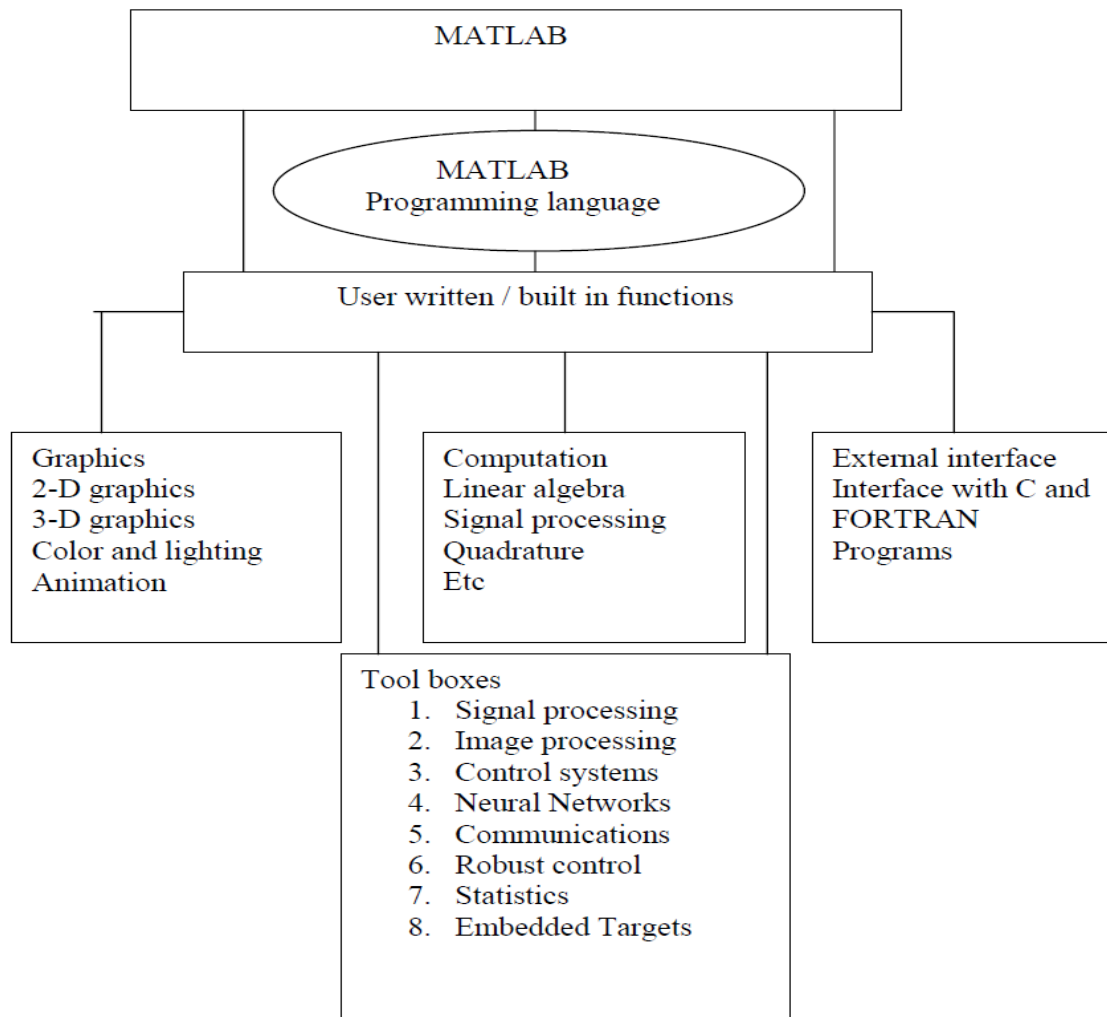 MATLAB
MATLAB
Programming language
User written / built in functions
Graphics
2-D graphics
3-D graphics
Color and lighting
Animation
Computation
Linear algebra
Signal processing
Quadrature
Etc
External interface
Interface with C and
FORTRAN
Programs
Tool boxes
1. Signal processing
2. Image processing
3. Control systems
4. Neural Networks
5. Communications
6. Robust control
7. Statistics
8. Embedded Targets